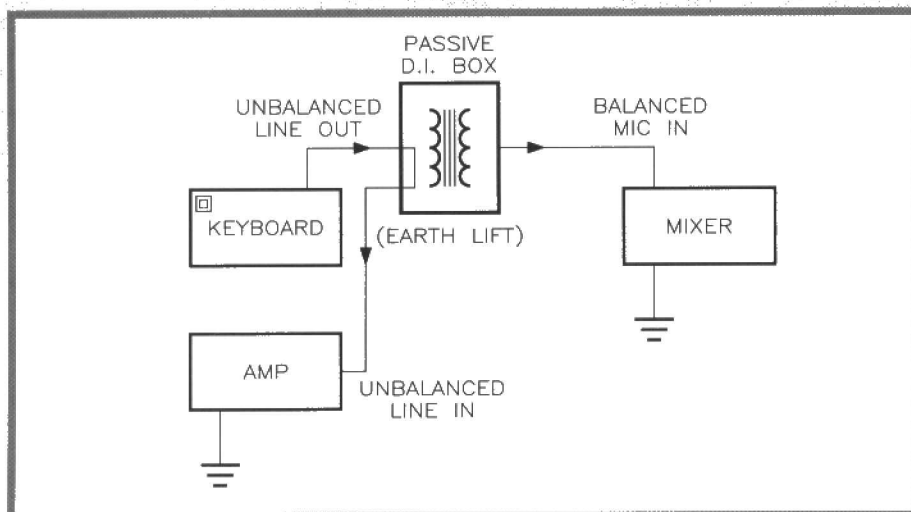 PASSIVE
D.I. BOX
UNBALANCED
LINE OUT
BALANCED
MIC IN
KEYBOARD
(EARTH LIFT)
MIXER
AMP
UNBALANCED
LINE IN